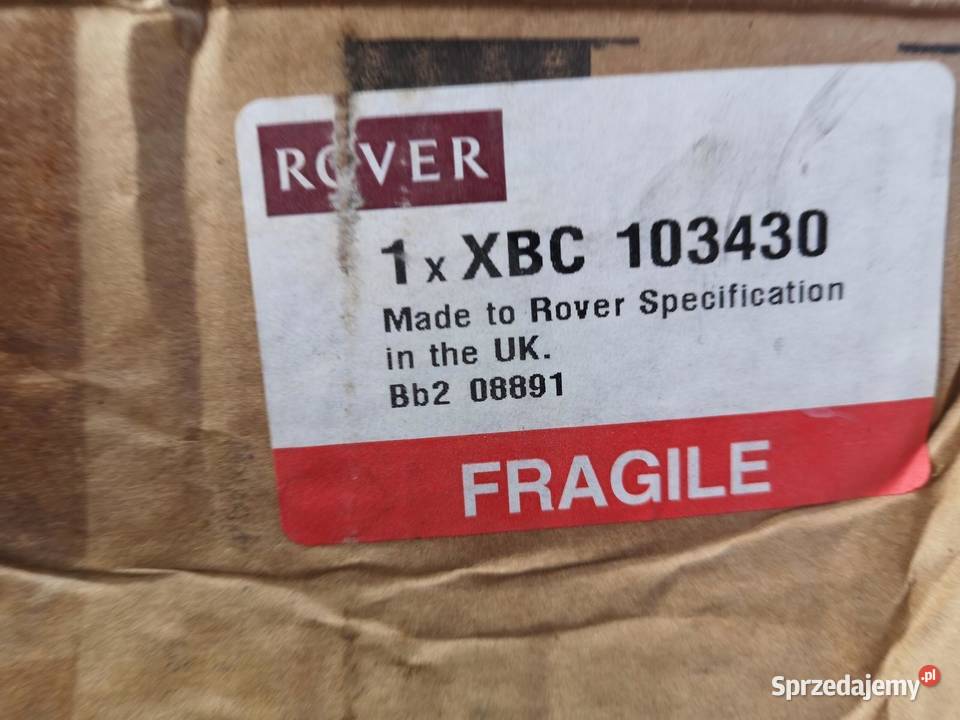 ROVER
1 x XBC 103430
Made to Rover Specification
in the UK.
Bb2 08891
FRAGILE
Sprzedajemy.pl